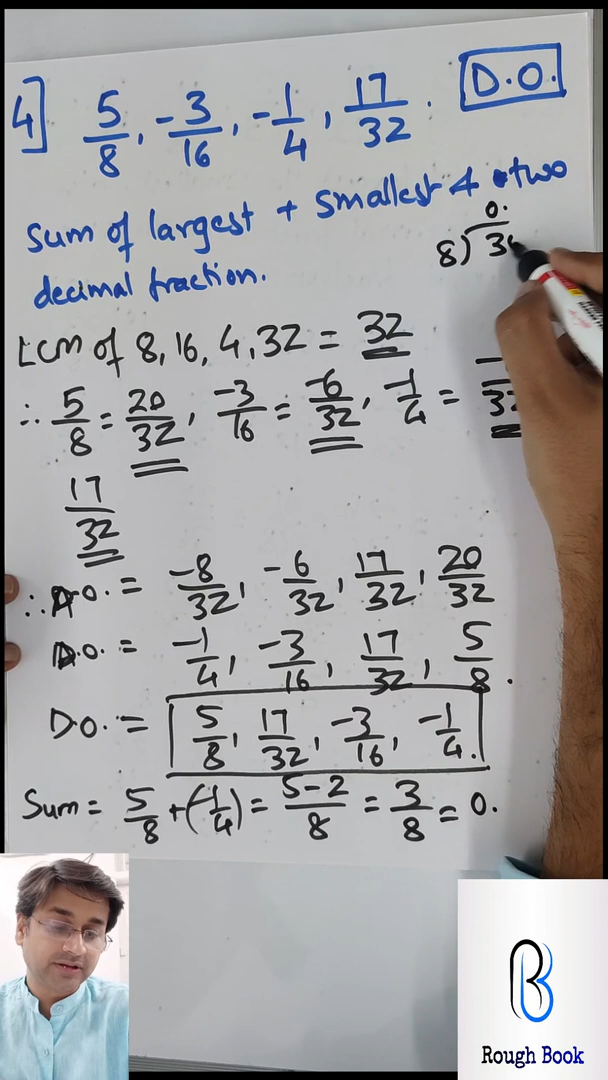 4] 5/8, -3/16, -1/4, 17/32. D.O.
Sum of largest + smallest 4 two
decimal fraction.
0.
8) 30
LCM of 8, 16, 4, 32 = 32
∴ 5/8 = 20/32, -3/16 = -6/32, -1/4 =
17/32
∴ A.O. = -8/32, -6/32, 17/32, 20/32
A.O. = -1/4, -3/16, 17/32, 5/8.
D.O. = 5/8, 17/32, -3/16, -1/4.
Sum = 5/8 + (-1/4) = 5-2/8 = 3/8 = 0.
B
Rough Book